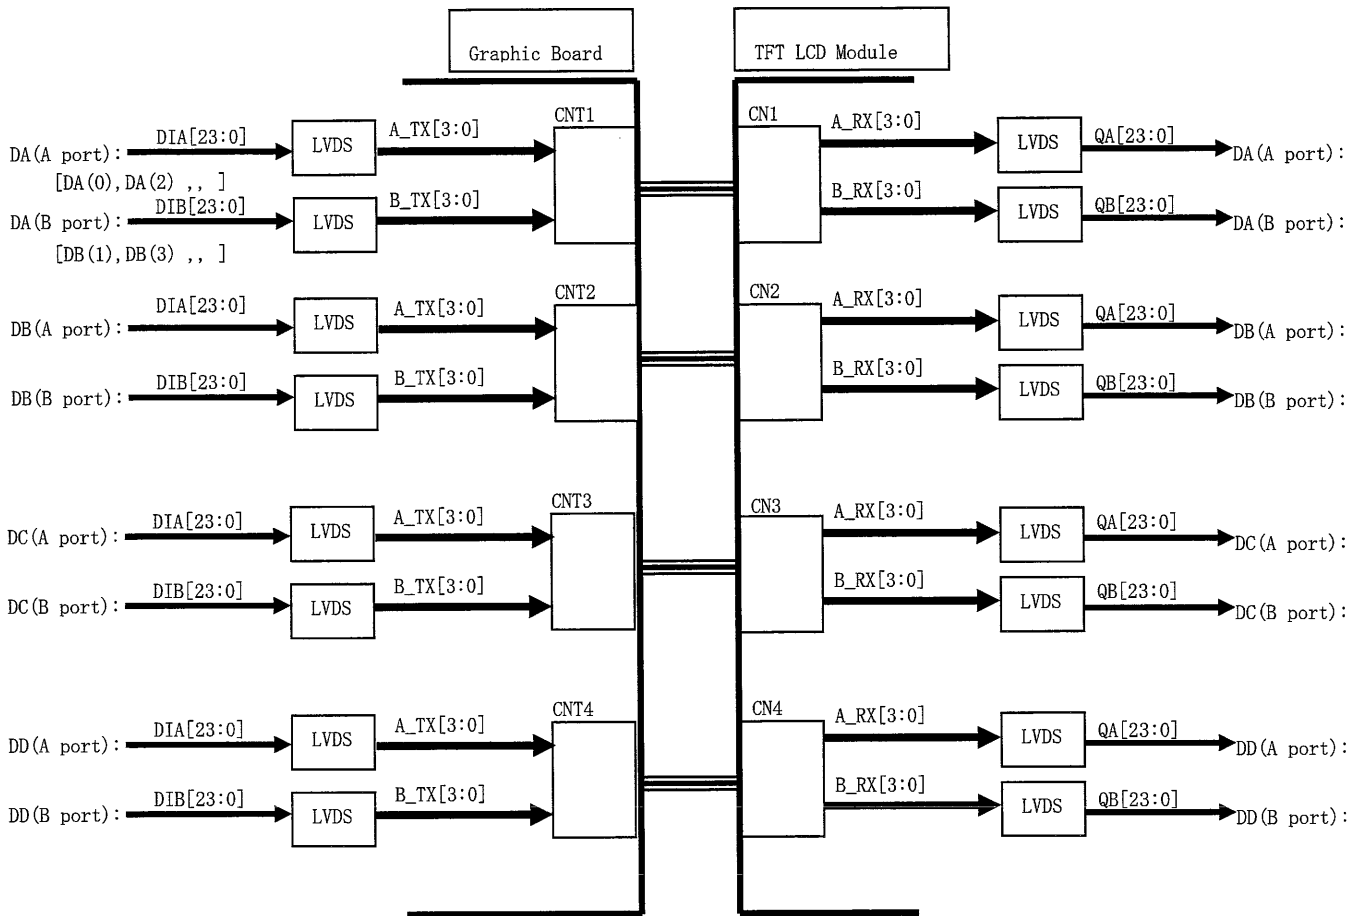 Graphic Board
TFT LCD Module
CNT1
CN1
DIA[23:0]
LVDS
A_TX[3:0]
A_RX[3:0]
LVDS
QA[23:0]
DA(A port):
DA(A port):
[DA(0),DA(2) ,, ]
DIB[23:0]
LVDS
B_TX[3:0]
B_RX[3:0]
LVDS
QB[23:0]
DA(B port):
DA(B port):
[DB(1),DB(3) ,, ]
CNT2
CN2
DIA[23:0]
LVDS
A_TX[3:0]
A_RX[3:0]
LVDS
QA[23:0]
DB(A port):
DB(A port):
DIB[23:0]
LVDS
B_TX[3:0]
B_RX[3:0]
LVDS
QB[23:0]
DB(B port):
DB(B port):
CNT3
CN3
DIA[23:0]
LVDS
A_TX[3:0]
A_RX[3:0]
LVDS
QA[23:0]
DC(A port):
DC(A port):
DIB[23:0]
LVDS
B_TX[3:0]
B_RX[3:0]
LVDS
QB[23:0]
DC(B port):
DC(B port):
CNT4
CN4
DIA[23:0]
LVDS
A_TX[3:0]
A_RX[3:0]
LVDS
QA[23:0]
DD(A port):
DD(A port):
DIB[23:0]
LVDS
B_TX[3:0]
B_RX[3:0]
LVDS
QB[23:0]
DD(B port):
DD(B port):